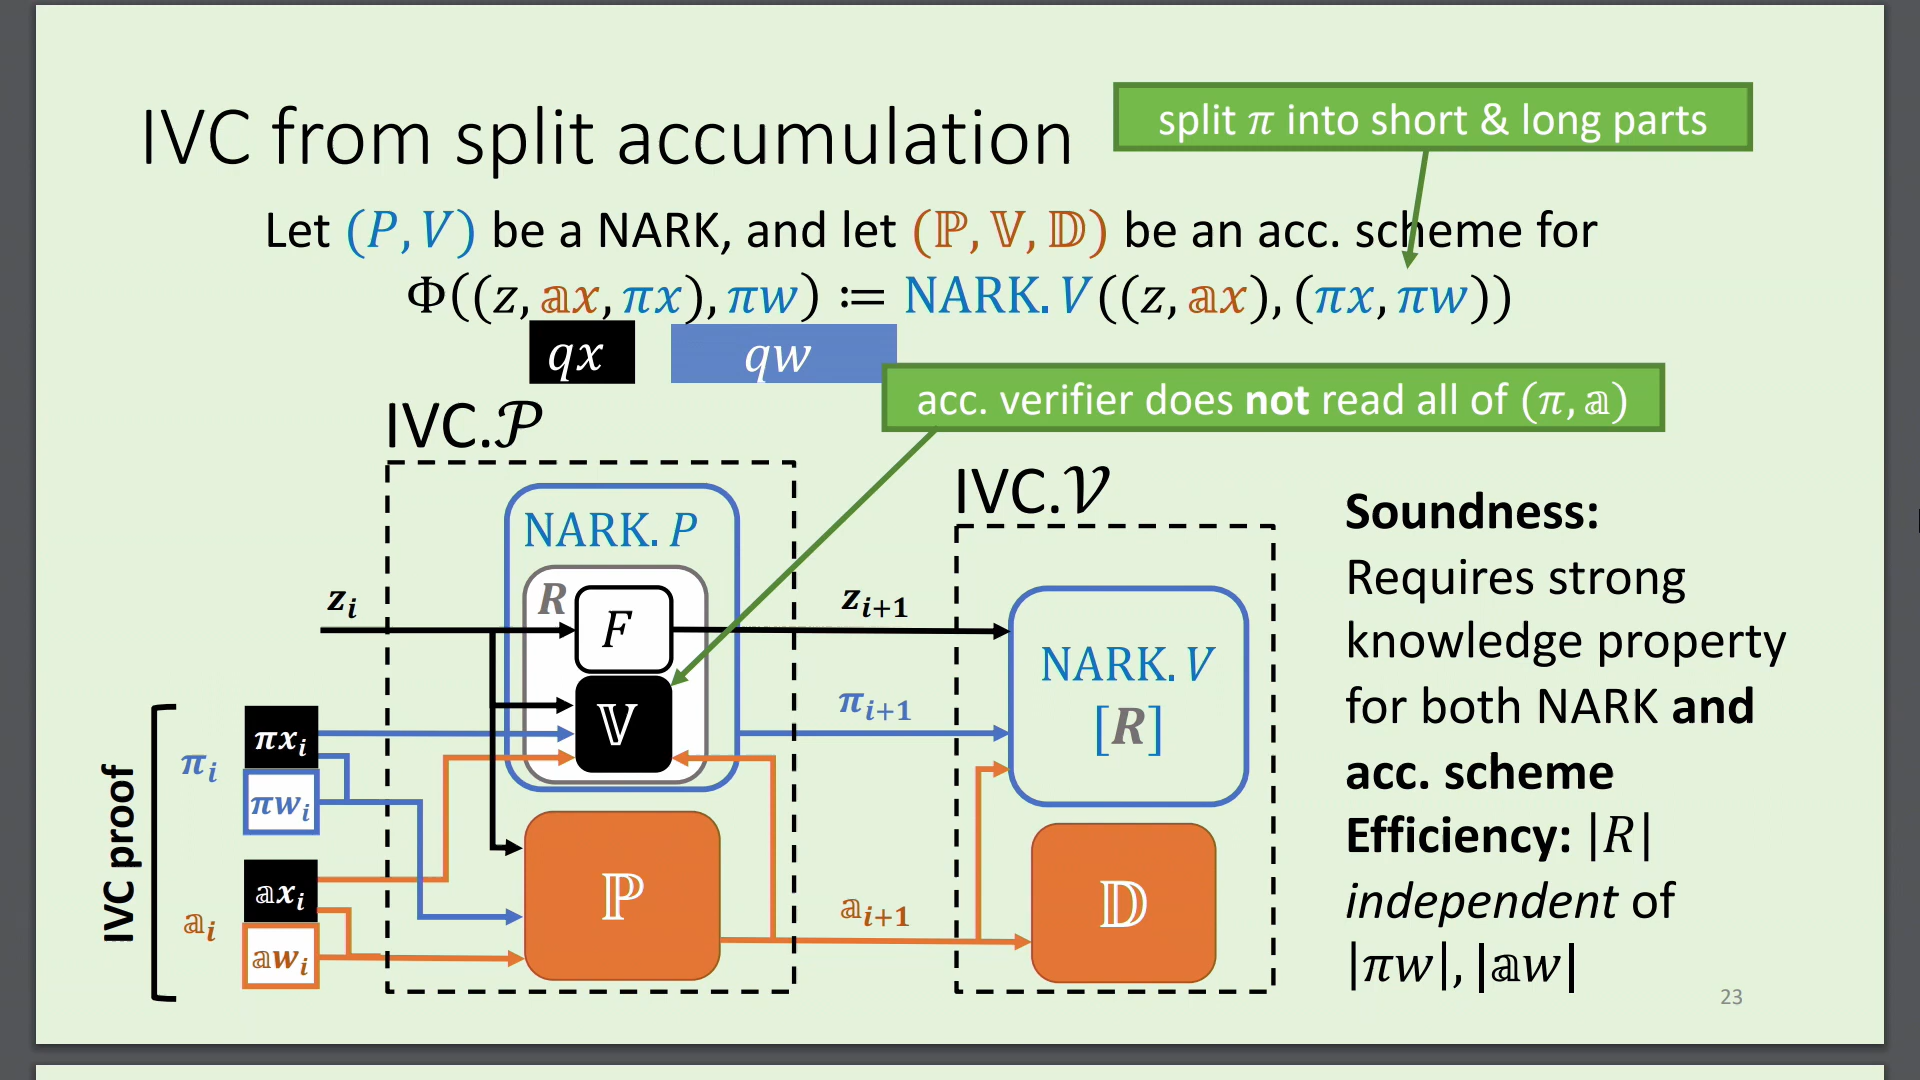 IVC from split accumulation
split π into short & long parts
Let (P, V) be a NARK, and let (ℙ, 𝕍, 𝔻) be an acc. scheme for
Φ((z, 𝕒x, πx), πw) ≔ NARK. V((z, 𝕒x), (πx, πw))
qx
qw
acc. verifier does not read all of (π, 𝕒)
IVC.𝒫
IVC.𝒱
NARK. P
R
F
𝕍
ℙ
z_i
z_{i+1}
π_{i+1}
𝕒_{i+1}
NARK. V
[R]
𝔻
IVC proof
π_i
πx_i
πw_i
𝕒_i
𝕒x_i
𝕒w_i
Soundness:
Requires strong
knowledge property
for both NARK and
acc. scheme
Efficiency: |R|
independent of
|πw|, |𝕒w|
23